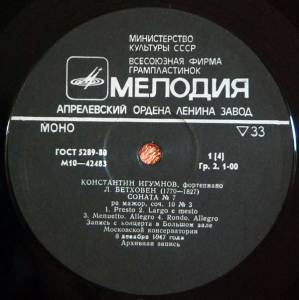 МИНИСТЕРСТВО
КУЛЬТУРЫ СССР
ВСЕСОЮЗНАЯ ФИРМА
ГРАМПЛАСТИНОК
МЕЛОДИЯ
АПРЕЛЕВСКИЙ ОРДЕНА ЛЕНИНА ЗАВОД
МОНО
▽33
ГОСТ 5289-80
М10—42483
1 [4]
Гр. 2. 1-00
КОНСТАНТИН ИГУМНОВ, фортепиано
Л. БЕТХОВЕН (1770—1827)
СОНАТА № 7
ре мажор, соч. 10 № 3
1. Presto 2. Largo e mesto
3. Menuetto. Allegro 4. Rondo. Allegro
Запись с концерта в Большом зале
Московской консерватории
8 декабря 1947 года
Архивная запись